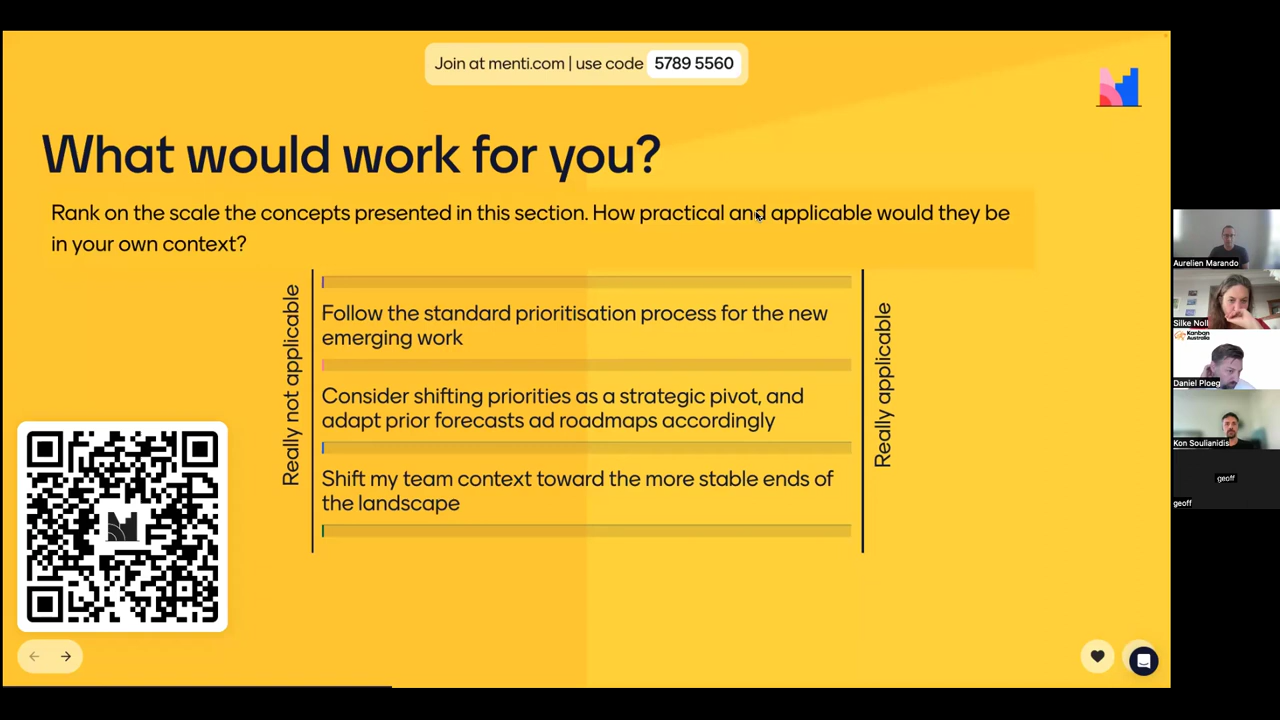 Join at menti.com | use code 5789 5560
What would work for you?
Rank on the scale the concepts presented in this section. How practical and applicable would they be
in your own context?
Really not applicable
Follow the standard prioritisation process for the new
emerging work
Consider shifting priorities as a strategic pivot, and
adapt prior forecasts ad roadmaps accordingly
Shift my team context toward the more stable ends of
the landscape
Really applicable
Aurelien Marando
Silke Noll
Kanban
Australia
Daniel Ploeg
Kon Soulianidis
geoff
geoff